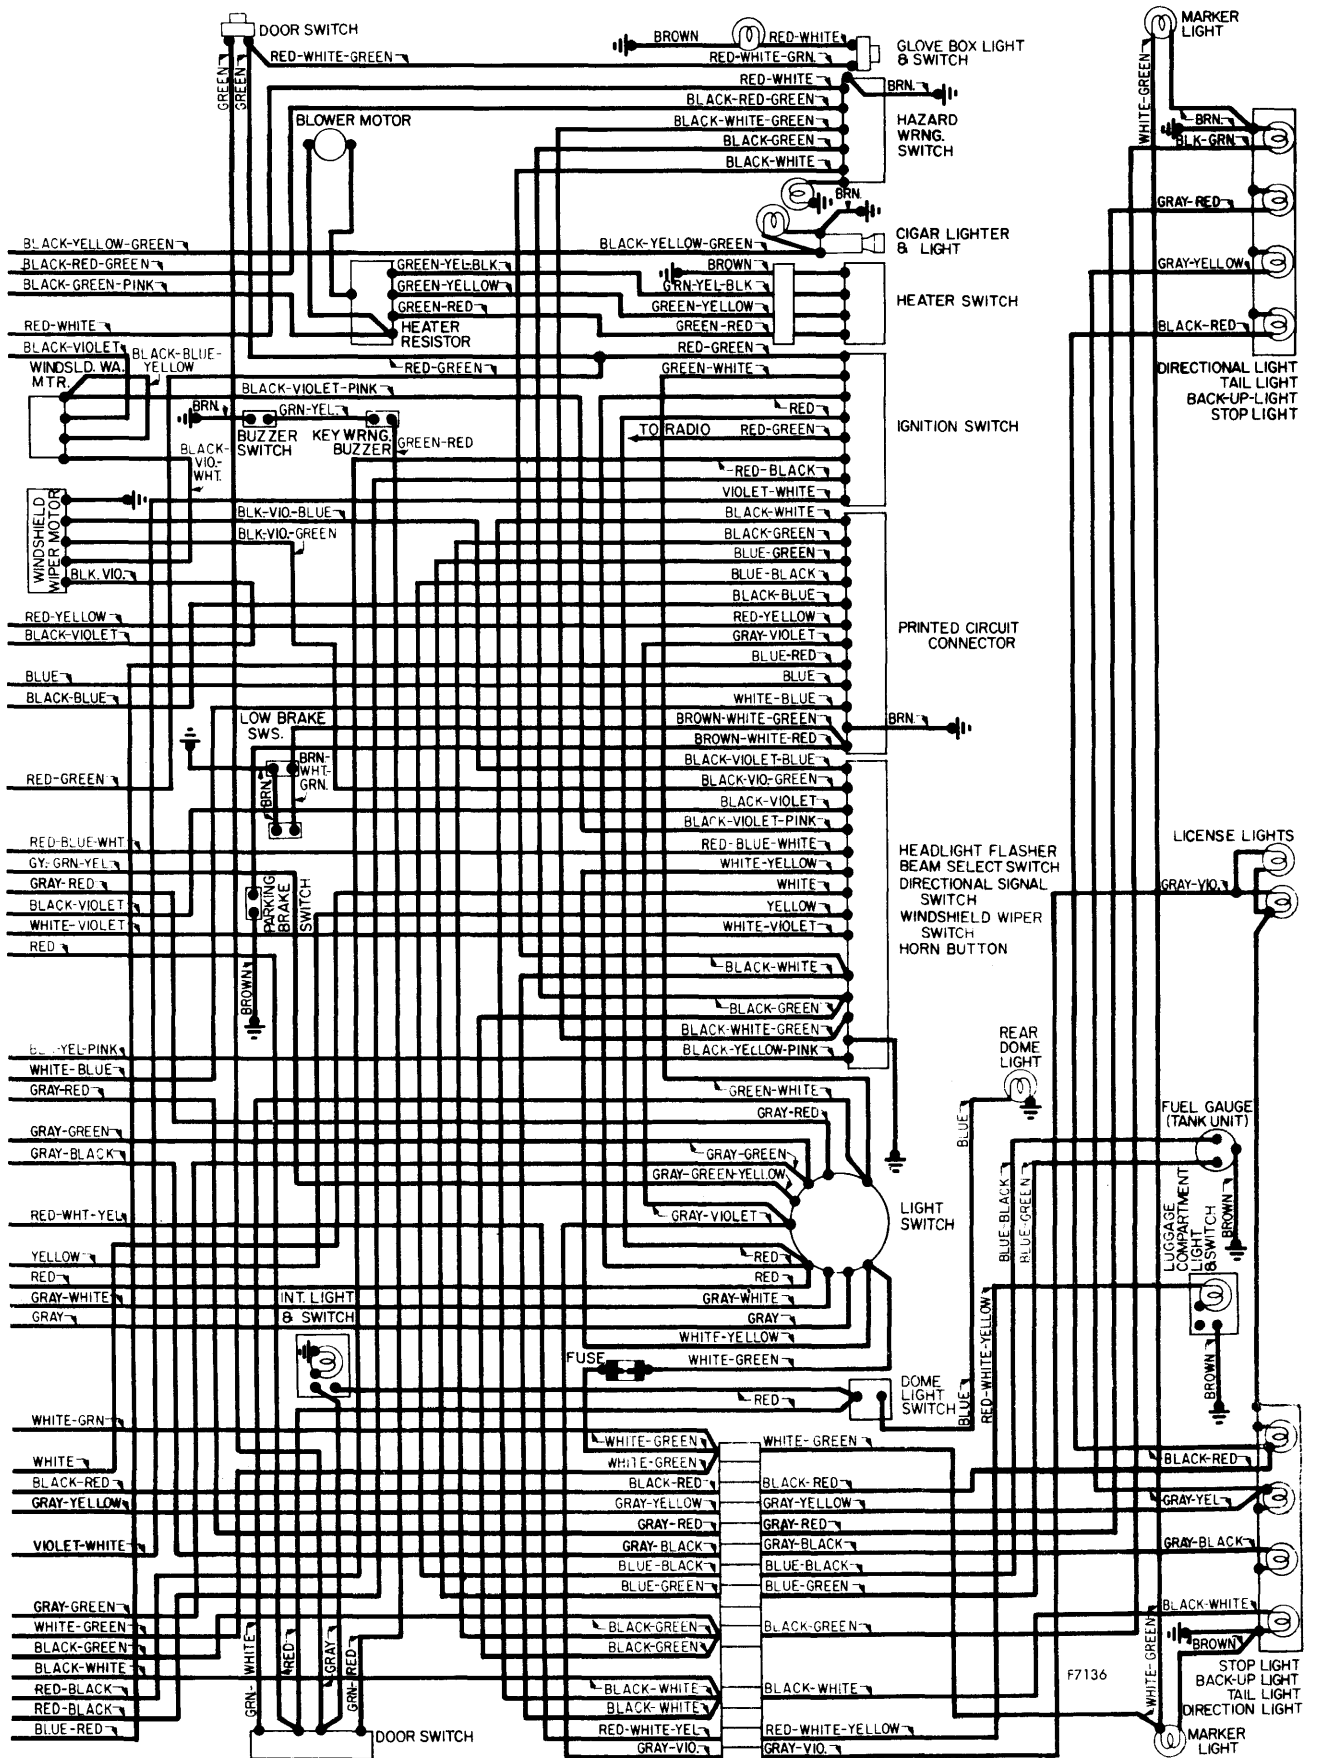 DOOR SWITCH
RED-WHITE-GREEN
GREEN
GREEN
BROWN
RED-WHITE
RED-WHITE-GRN.
GLOVE BOX LIGHT
& SWITCH
MARKER
LIGHT
WHITE-GREEN
RED-WHITE
BLACK-RED-GREEN
BLACK-WHITE-GREEN
BLACK-GREEN
BLACK-WHITE
BRN.
HAZARD
WRNG.
SWITCH
BLOWER MOTOR
BRN.
BLK-GRN.
GRAY-RED
GRAY-YELLOW
BLACK-RED
DIRECTIONAL LIGHT
TAIL LIGHT
BACK-UP-LIGHT
STOP LIGHT
BRN.
CIGAR LIGHTER
& LIGHT
BLACK-YELLOW-GREEN
BLACK-RED-GREEN
BLACK-GREEN-PINK
RED-WHITE
BLACK-VIOLET
BLACK-YELLOW-GREEN
GREEN-YEL-BLK.
GREEN-YELLOW
GREEN-RED
HEATER
RESISTOR
BROWN
GRN-YEL-BLK
GREEN-YELLOW
GREEN-RED
HEATER SWITCH
WINDSLD. WA.
MTR.
BLACK-BLUE-
YELLOW
RED-GREEN
BLACK-VIOLET-PINK
RED-GREEN
GREEN-WHITE
RED
TO RADIO
RED-GREEN
RED-BLACK
VIOLET-WHITE
IGNITION SWITCH
BRN.
GRN-YEL.
BUZZER
SWITCH
KEY WRNG.
BUZZER
GREEN-RED
BLACK-
VIO.-
WHT.
WINDSHIELD
WIPER MOTOR
BLK.-VIO.-BLUE
BLK.-VIO.-GREEN
BLK. VIO.
BLACK-WHITE
BLACK-GREEN
BLUE-GREEN
BLUE-BLACK
BLACK-BLUE
RED-YELLOW
GRAY-VIOLET
BLUE-RED
BLUE
WHITE-BLUE
BROWN-WHITE-GREEN
BROWN-WHITE-RED
PRINTED CIRCUIT
CONNECTOR
BRN.
RED-YELLOW
BLACK-VIOLET
BLUE
BLACK-BLUE
RED-GREEN
LOW BRAKE
SWS.
BRN-
WHT-
GRN.
BRN.
BLACK-VIOLET-BLUE
BLACK-VIO.-GREEN
BLACK-VIOLET
BLACK-VIOLET-PINK
RED-BLUE-WHITE
WHITE-YELLOW
WHITE
YELLOW
WHITE-VIOLET
BLACK-WHITE
BLACK-GREEN
BLACK-WHITE-GREEN
BLACK-YELLOW-PINK
HEADLIGHT FLASHER
BEAM SELECT SWITCH
DIRECTIONAL SIGNAL
SWITCH
WINDSHIELD WIPER
SWITCH
HORN BUTTON
LICENSE LIGHTS
GRAY-VIO.
RED-BLUE-WHT.
GY.-GRN-YEL.
GRAY-RED
BLACK-VIOLET
WHITE-VIOLET
RED
PARKING
BRAKE
SWITCH
BROWN
YEL-PINK
WHITE-BLUE
GRAY-RED
GRAY-GREEN
GRAY-BLACK
RED-WHT-YEL
YELLOW
RED
GRAY-WHITE
GRAY
GREEN-WHITE
GRAY-RED
GRAY-GREEN
GRAY-GREEN-YELLOW
GRAY-VIOLET
RED
RED
GRAY-WHITE
GRAY
WHITE-YELLOW
WHITE-GREEN
LIGHT
SWITCH
REAR
DOME
LIGHT
BLUE
BLUE-BLACK
BLUE-GREEN
FUEL GAUGE
(TANK UNIT)
BROWN
LUGGAGE
COMPARTMENT
LIGHT
& SWITCH
BROWN
INT. LIGHT
& SWITCH
FUSE
RED
DOME
LIGHT
SWITCH
BLUE
RED-WHITE-YELLOW
WHITE-GRN
WHITE
BLACK-RED
GRAY-YELLOW
VIOLET-WHITE
GRAY-GREEN
WHITE-GREEN
BLACK-GREEN
BLACK-WHITE
RED-BLACK
RED-BLACK
BLUE-RED
GRN-WHITE
RED
GRAY
GRN-RED
DOOR SWITCH
WHITE-GREEN
WHITE-GREEN
BLACK-RED
GRAY-YELLOW
GRAY-RED
GRAY-BLACK
BLUE-BLACK
BLUE-GREEN
BLACK-GREEN
BLACK-GREEN
BLACK-WHITE
BLACK-WHITE
RED-WHITE-YEL
GRAY-VIO.
WHITE-GREEN
BLACK-RED
GRAY-YELLOW
GRAY-RED
GRAY-BLACK
BLUE-BLACK
BLUE-GREEN
BLACK-GREEN
BLACK-WHITE
RED-WHITE-YELLOW
GRAY-VIO.
BLACK-RED
GRAY-YEL
GRAY-BLACK
BLACK-WHITE
BROWN
WHITE-GREEN
F7136
STOP LIGHT
BACK-UP LIGHT
TAIL LIGHT
DIRECTION LIGHT
MARKER
LIGHT